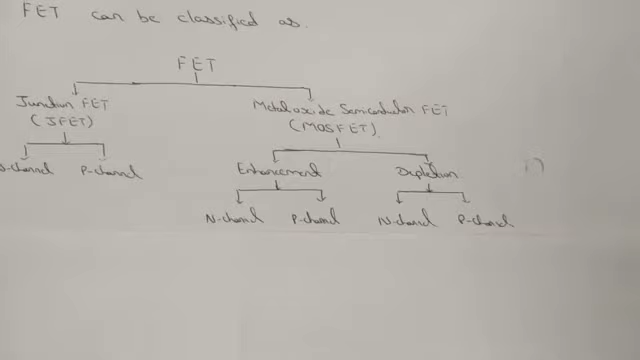 FET can be classified as.
FET
Junction FET
Metal oxide Semiconductor FET
(JFET)
(MOSFET)
N-channel P-channel
Enhancement Depletion
N-channel P-channel N-channel P-channel